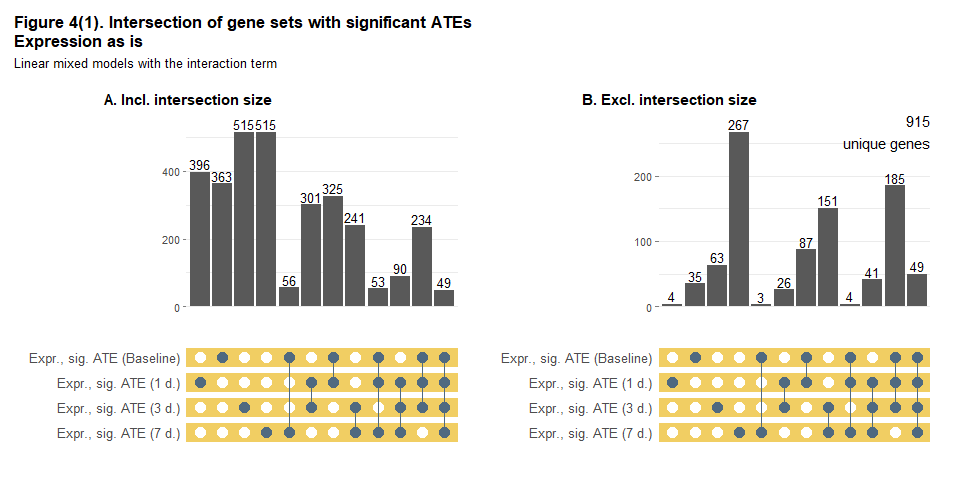 Figure 4(1). Intersection of gene sets with significant ATEs
Expression as is
Linear mixed models with the interaction term
A. Incl. intersection size
400
200
0
396
363
515
515
56
301
325
241
53
90
234
49
Expr., sig. ATE (Baseline)
Expr., sig. ATE (1 d.)
Expr., sig. ATE (3 d.)
Expr., sig. ATE (7 d.)
B. Excl. intersection size
915
unique genes
200
100
0
4
35
63
267
3
26
87
151
4
41
185
49
Expr., sig. ATE (Baseline)
Expr., sig. ATE (1 d.)
Expr., sig. ATE (3 d.)
Expr., sig. ATE (7 d.)